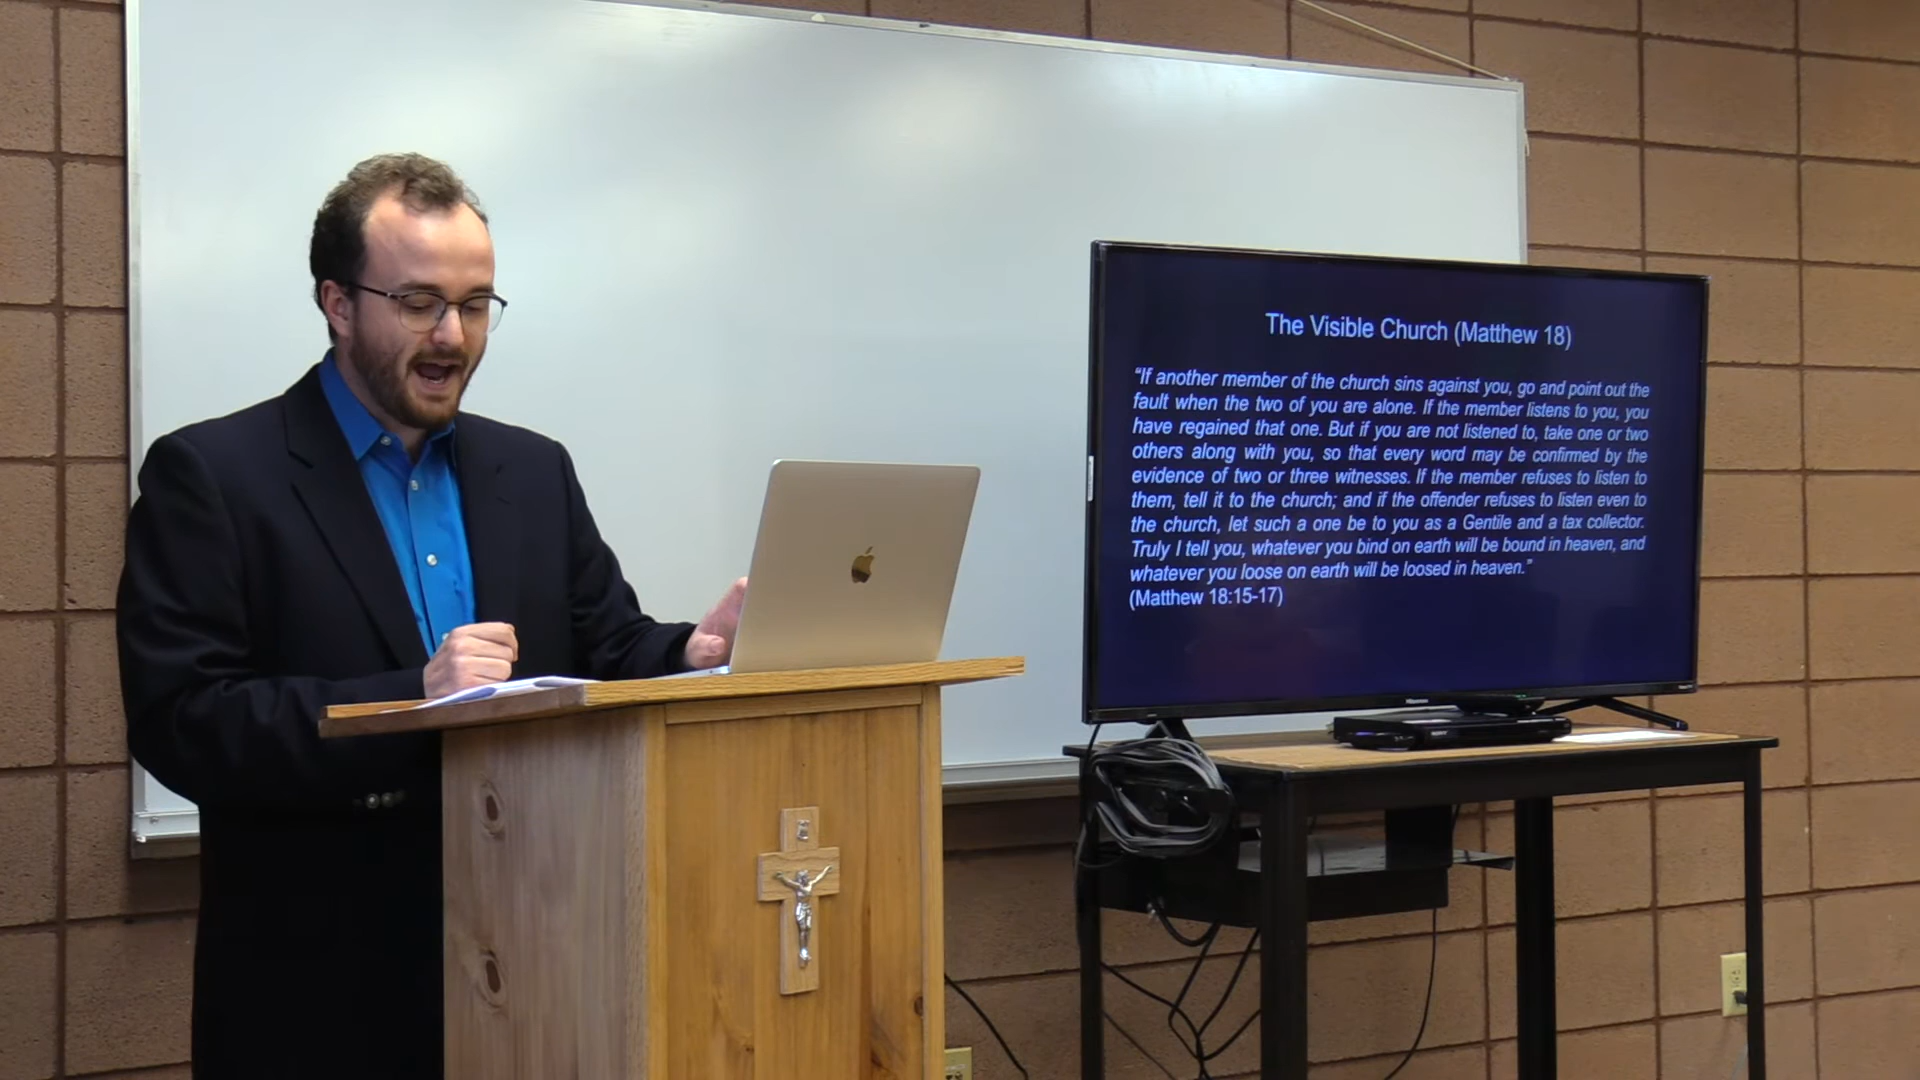 The Visible Church (Matthew 18)
“If another member of the church sins against you, go and point out the
fault when the two of you are alone. If the member listens to you, you
have regained that one. But if you are not listened to, take one or two
others along with you, so that every word may be confirmed by the
evidence of two or three witnesses. If the member refuses to listen to
them, tell it to the church; and if the offender refuses to listen even to
the church, let such a one be to you as a Gentile and a tax collector.
Truly I tell you, whatever you bind on earth will be bound in heaven, and
whatever you loose on earth will be loosed in heaven.”
(Matthew 18:15-17)
Hisense
SONY